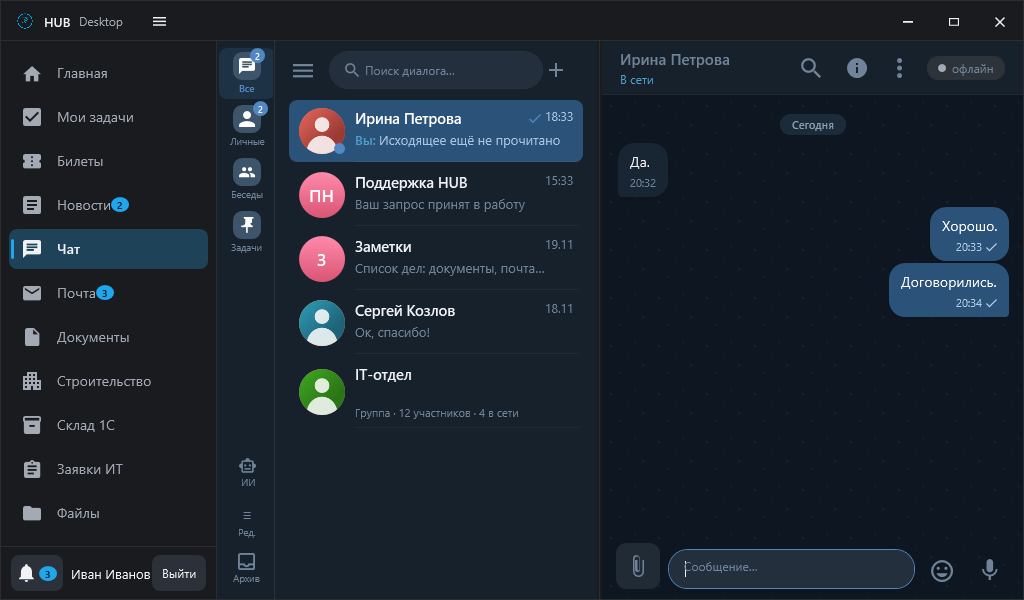 HUB Desktop
Главная
Мои задачи
Билеты
Новости 2
Чат
Почта 3
Документы
Строительство
Склад 1С
Заявки ИТ
Файлы
3 Иван Иванов Выйти
2
Все
2
Личные
Беседы
Задачи
ИИ
Ред.
Архив
Поиск диалога...
Ирина Петрова 18:33
Вы: Исходящее ещё не прочитано
ПН
Поддержка HUB 15:33
Ваш запрос принят в работу
З
Заметки 19.11
Список дел: документы, почта...
Сергей Козлов 18.11
Ок, спасибо!
IT-отдел
Группа · 12 участников · 4 в сети
Ирина Петрова
В сети
офлайн
Сегодня
Да.
20:32
Хорошо.
20:33
Договорились.
20:34
Сообщение...